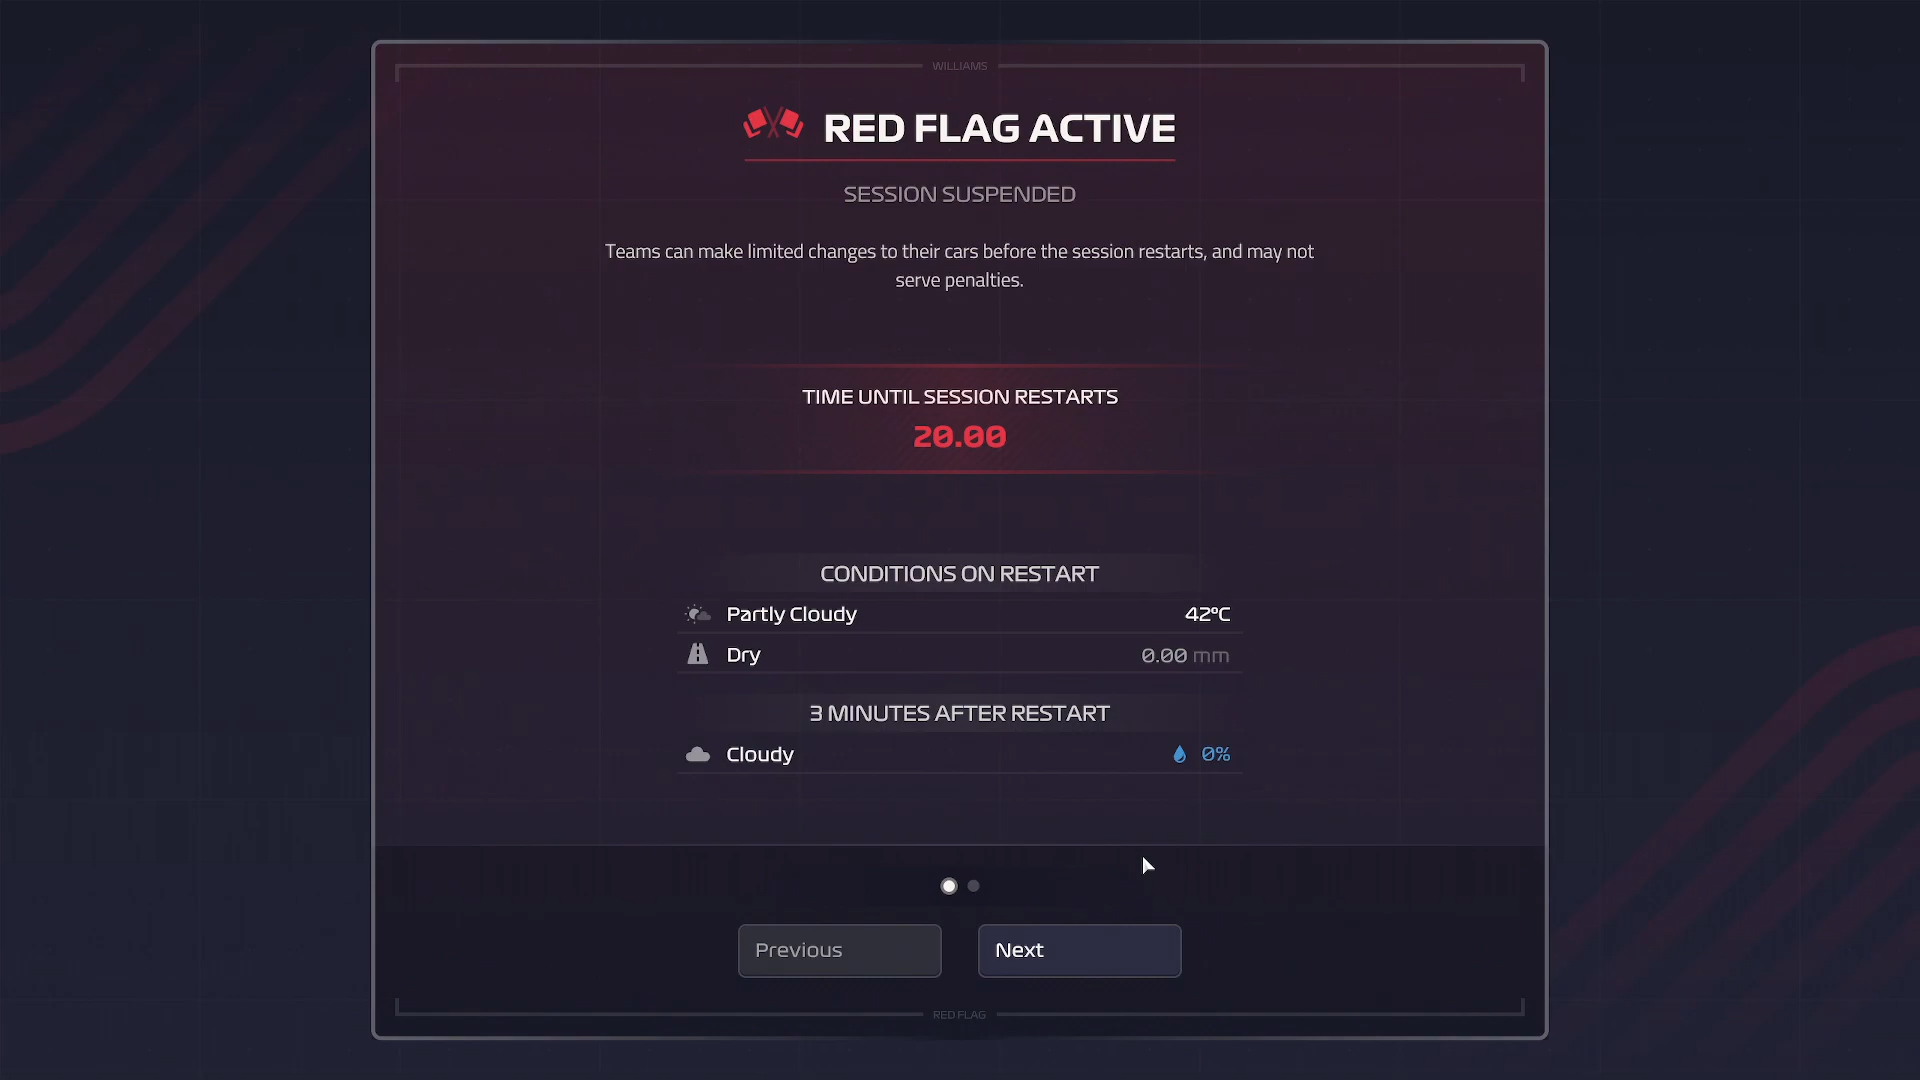 WILLIAMS
RED FLAG ACTIVE
SESSION SUSPENDED
Teams can make limited changes to their cars before the session restarts, and may not
serve penalties.
TIME UNTIL SESSION RESTARTS
20.00
CONDITIONS ON RESTART
Partly Cloudy 42°C
Dry 0.00 mm
3 MINUTES AFTER RESTART
Cloudy 0%
Previous Next
RED FLAG